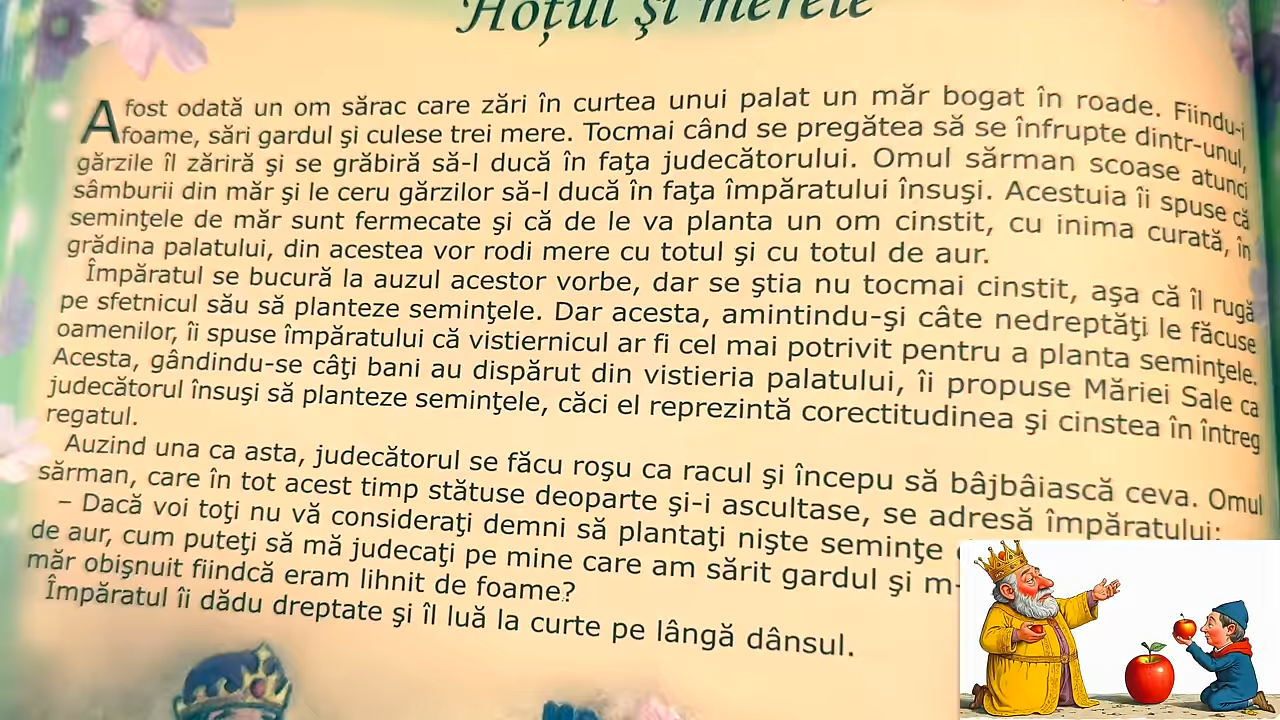 Hoțul şi merele
A fost odată un om sărac care zări în curtea unui palat un măr bogat în roade. Fiindu-i
foame, sări gardul şi culese trei mere. Tocmai când se pregătea să se înfrupte dintr-unul,
gărzile îl zăriră şi se grăbiră să-l ducă în faţa judecătorului. Omul sărman scoase atunci
sâmburii din măr şi le ceru gărzilor să-l ducă în faţa împăratului însuşi. Acestuia îi spuse că
seminţele de măr sunt fermecate şi că de le va planta un om cinstit, cu inima curată, în
grădina palatului, din acestea vor rodi mere cu totul şi cu totul de aur.
Împăratul se bucură la auzul acestor vorbe, dar se ştia nu tocmai cinstit, aşa că îl rugă
pe sfetnicul său să planteze seminţele. Dar acesta, amintindu-şi câte nedreptăţi le făcuse
oamenilor, îi spuse împăratului că vistiernicul ar fi cel mai potrivit pentru a planta seminţele.
Acesta, gândindu-se câţi bani au dispărut din vistieria palatului, îi propuse Măriei Sale ca
judecătorul însuşi să planteze seminţele, căci el reprezintă corectitudinea şi cinstea în întreg
regatul.
Auzind una ca asta, judecătorul se făcu roşu ca racul şi începu să bâjbâiască ceva. Omul
sărman, care în tot acest timp stătuse deoparte şi-i ascultase, se adresă împăratului:
– Dacă voi toţi nu vă consideraţi demni să plantaţi nişte seminţe
de aur, cum puteţi să mă judecaţi pe mine care am sărit gardul şi m-
măr obişnuit fiindcă eram lihnit de foame?
Împăratul îi dădu dreptate şi îl luă la curte pe lângă dânsul.